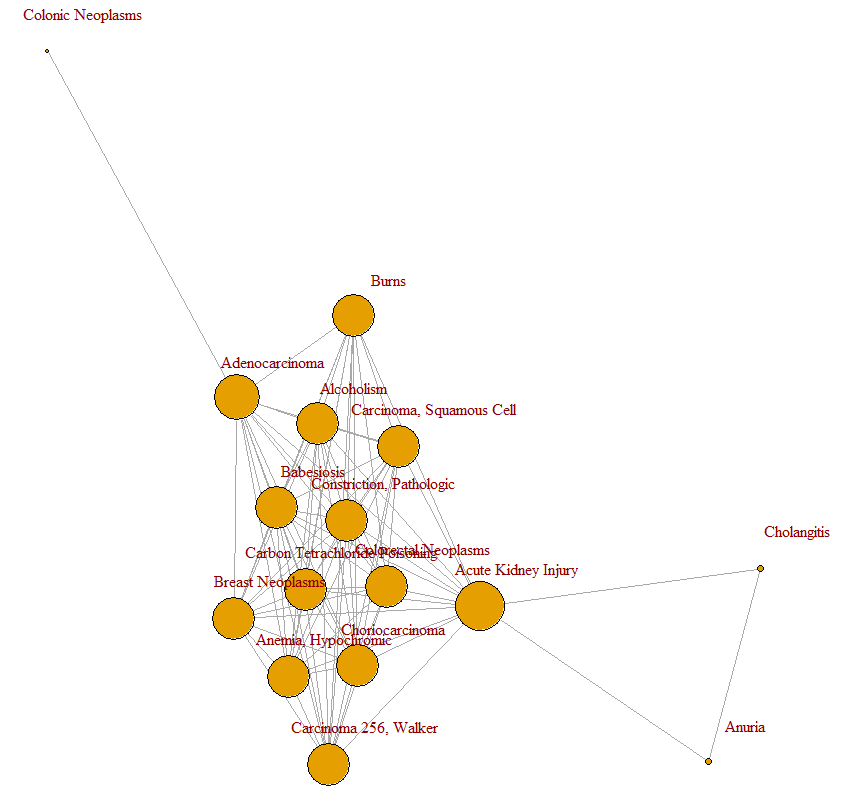 Colonic Neoplasms
Burns
Adenocarcinoma
Alcoholism
Carcinoma, Squamous Cell
Babesiosis
Constriction, Pathologic
Cholangitis
Carbon Tetrachloride Poisoning
Colorectal Neoplasms
Acute Kidney Injury
Breast Neoplasms
Choriocarcinoma
Anemia, Hypochromic
Anuria
Carcinoma 256, Walker